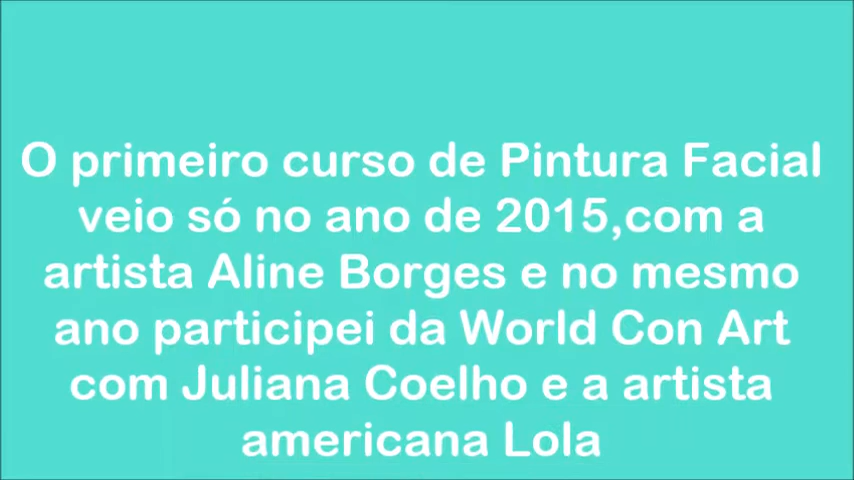 O primeiro curso de Pintura Facial
veio só no ano de 2015,com a
artista Aline Borges e no mesmo
ano participei da World Con Art
com Juliana Coelho e a artista
americana Lola